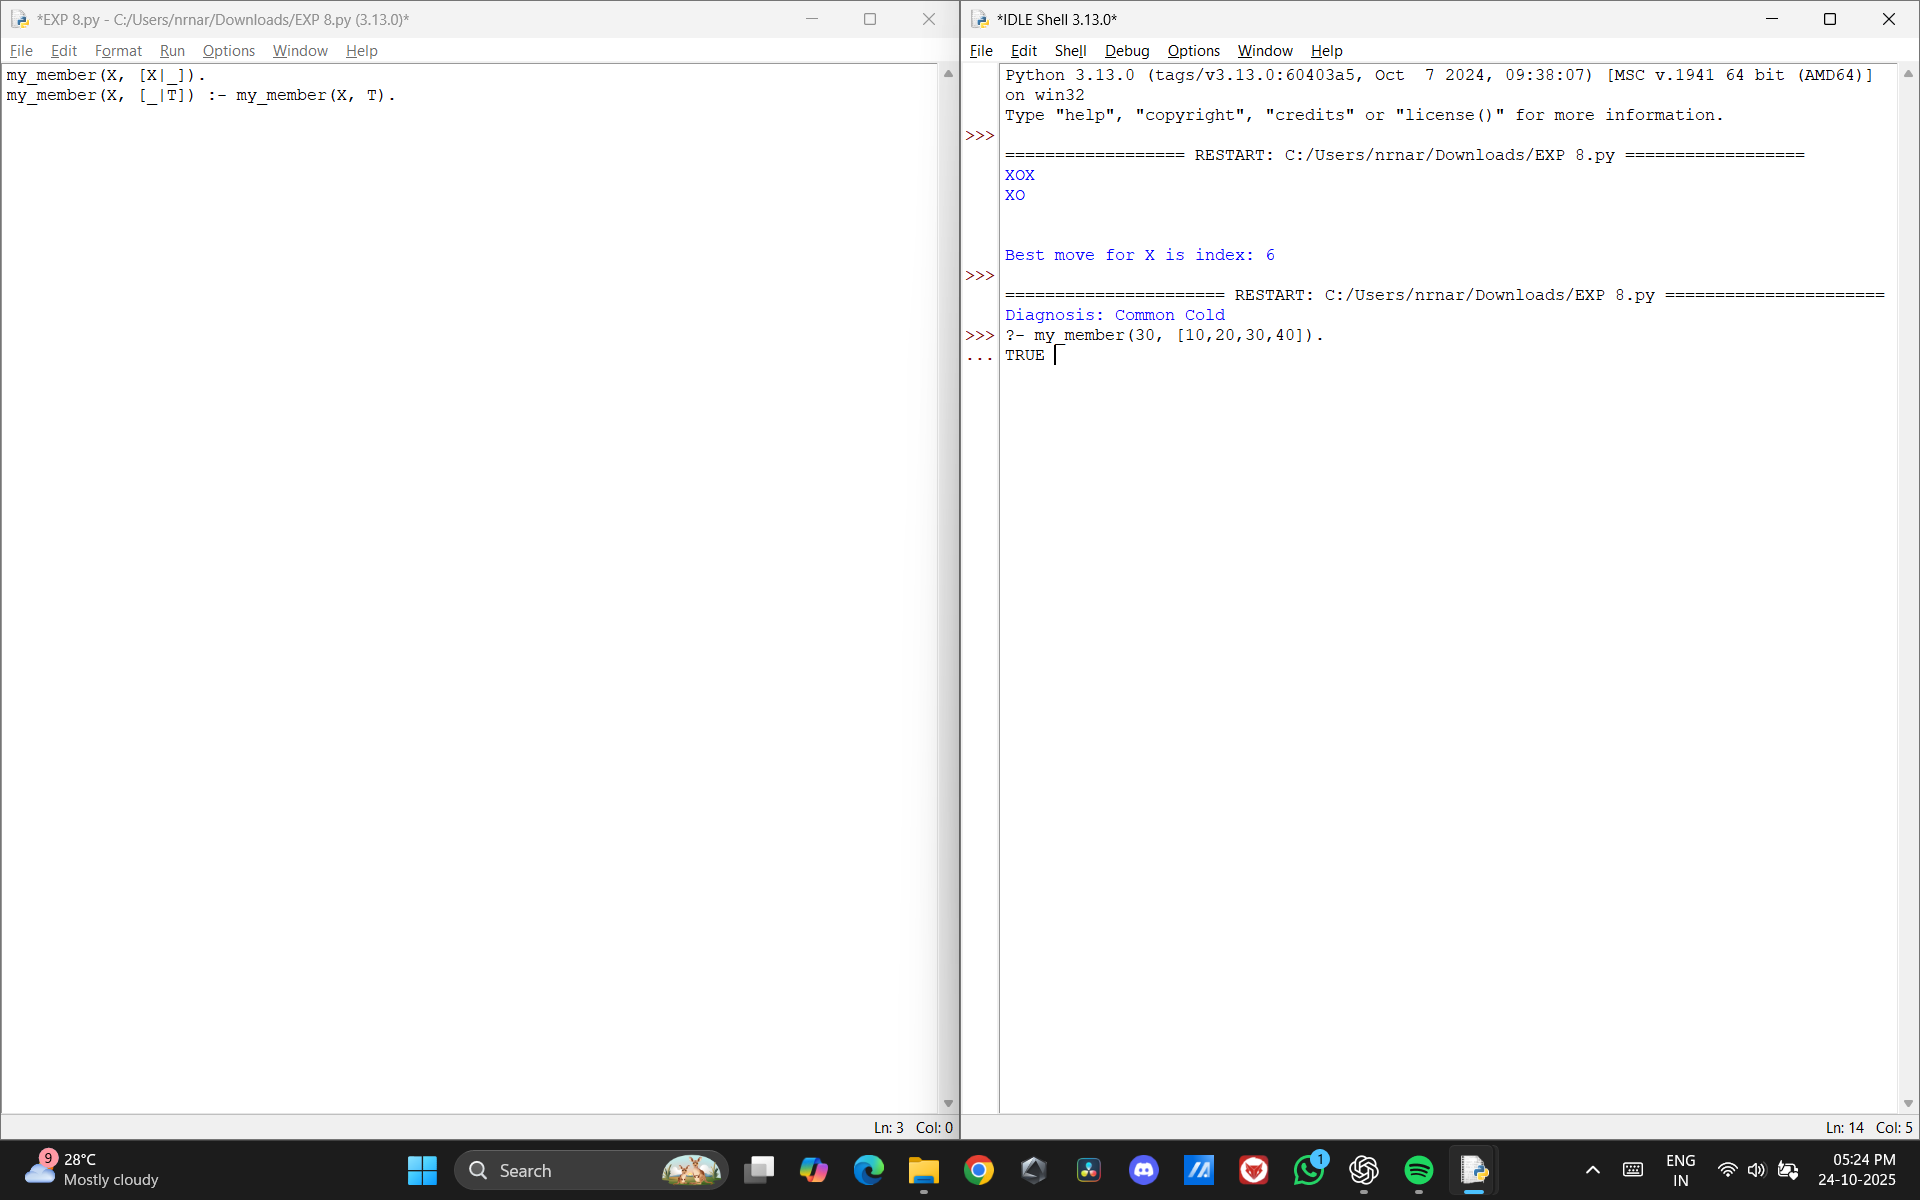 *EXP 8.py - C:/Users/nrnar/Downloads/EXP 8.py (3.13.0)*
File Edit Format Run Options Window Help
my_member(X, [X|_]).
my_member(X, [_|T]) :- my_member(X, T).
Ln: 3 Col: 0
*IDLE Shell 3.13.0*
File Edit Shell Debug Options Window Help
Python 3.13.0 (tags/v3.13.0:60403a5, Oct  7 2024, 09:38:07) [MSC v.1941 64 bit (AMD64)]
on win32
Type "help", "copyright", "credits" or "license()" for more information.
>>>
================== RESTART: C:/Users/nrnar/Downloads/EXP 8.py ==================
XOX
XO
Best move for X is index: 6
>>>
====================== RESTART: C:/Users/nrnar/Downloads/EXP 8.py ======================
Diagnosis: Common Cold
>>> ?- my_member(30, [10,20,30,40]).
... TRUE
Ln: 14 Col: 5
9
28°C
Mostly cloudy
Search
1
ENG
IN
05:24 PM
24-10-2025